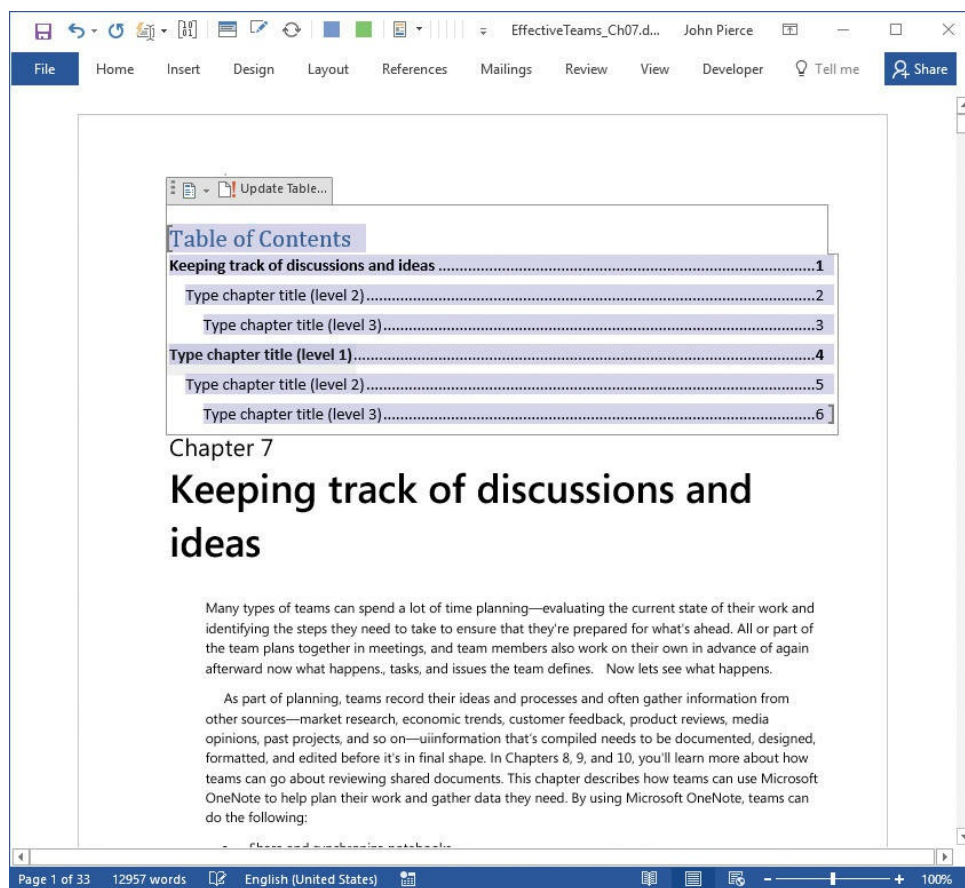 EffectiveTeams_Ch07.d... John Pierce
File Home Insert Design Layout References Mailings Review View Developer Tell me Share
Update Table...
Table of Contents
Keeping track of discussions and ideas ..........1
Type chapter title (level 2)..........2
Type chapter title (level 3)..........3
Type chapter title (level 1)..........4
Type chapter title (level 2)..........5
Type chapter title (level 3)..........6
Chapter 7
Keeping track of discussions and
ideas
Many types of teams can spend a lot of time planning—evaluating the current state of their work and
identifying the steps they need to take to ensure that they're prepared for what's ahead. All or part of
the team plans together in meetings, and team members also work on their own in advance of again
afterward now what happens., tasks, and issues the team defines. Now lets see what happens.
As part of planning, teams record their ideas and processes and often gather information from
other sources—market research, economic trends, customer feedback, product reviews, media
opinions, past projects, and so on—uiinformation that's compiled needs to be documented, designed,
formatted, and edited before it's in final shape. In Chapters 8, 9, and 10, you'll learn more about how
teams can go about reviewing shared documents. This chapter describes how teams can use Microsoft
OneNote to help plan their work and gather data they need. By using Microsoft OneNote, teams can
do the following:
Share and synchronize notebooks
Page 1 of 33 12957 words English (United States) 100%